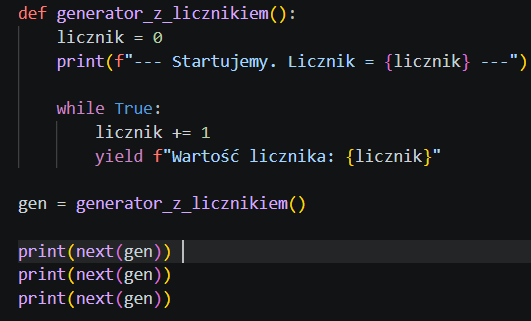 def generator_z_licznikiem():
    licznik = 0
    print(f"--- Startujemy. Licznik = {licznik} ---")

    while True:
        licznik += 1
        yield f"Wartość licznika: {licznik}"

gen = generator_z_licznikiem()

print(next(gen))
print(next(gen))
print(next(gen))